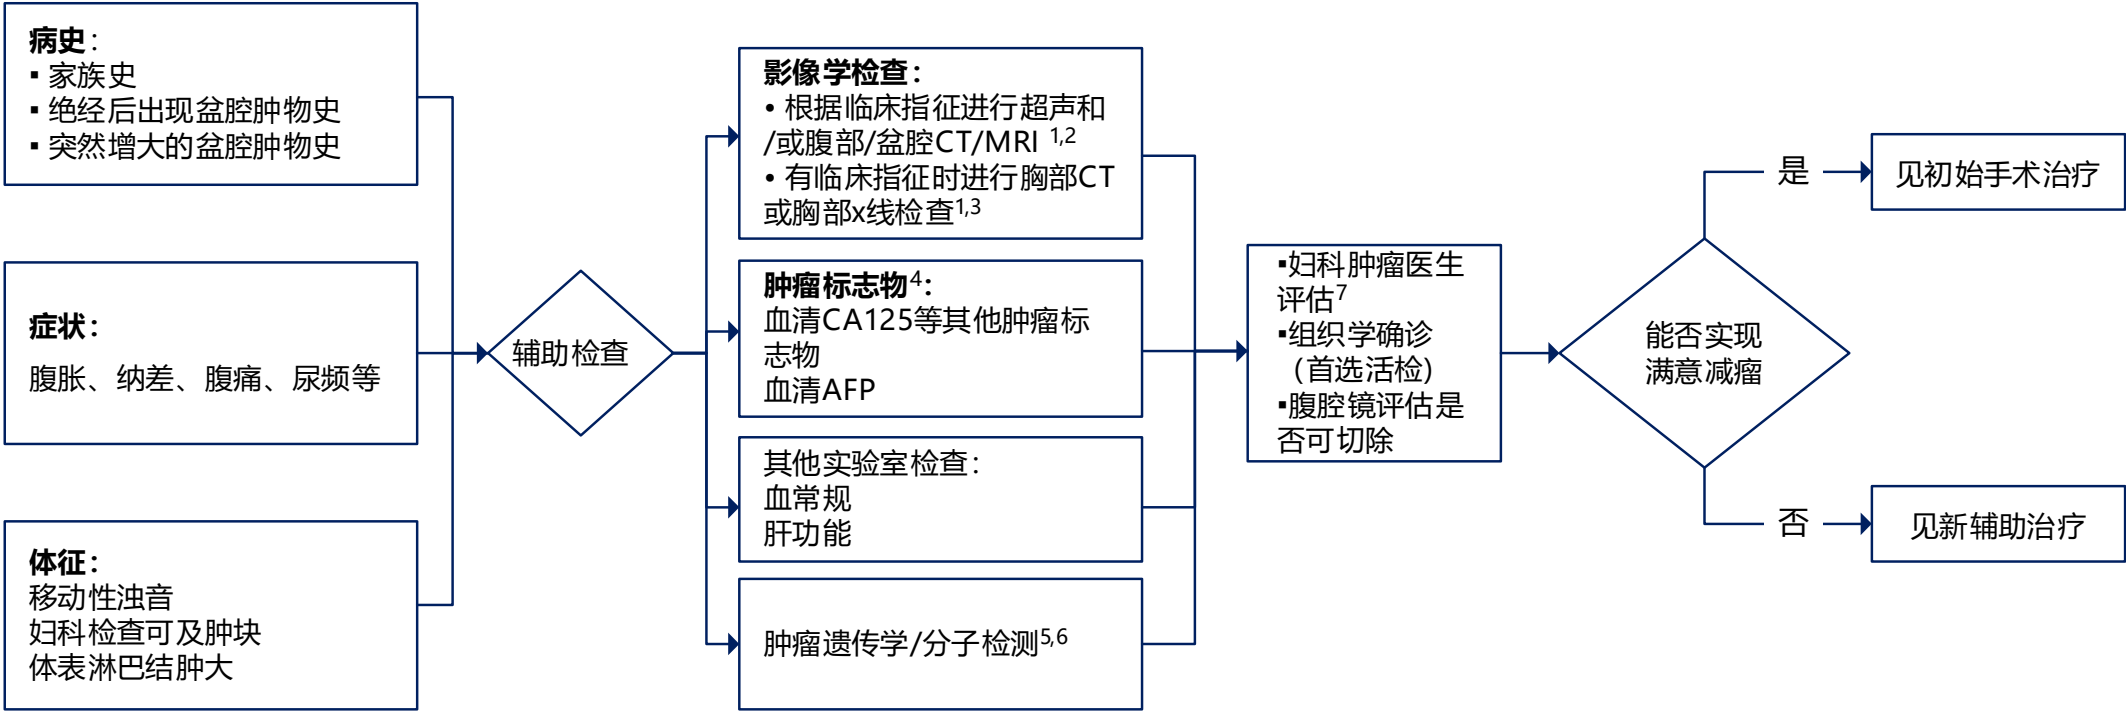 病史：
▪ 家族史
▪ 绝经后出现盆腔肿物史
▪ 突然增大的盆腔肿物史
症状：
腹胀、纳差、腹痛、尿频等
体征：
移动性浊音
妇科检查可及肿块
体表淋巴结肿大
辅助检查
影像学检查：
• 根据临床指征进行超声和
/或腹部/盆腔CT/MRI 1,2
• 有临床指征时进行胸部CT
或胸部x线检查1,3
肿瘤标志物4：
血清CA125等其他肿瘤标
志物
血清AFP
其他实验室检查：
血常规
肝功能
肿瘤遗传学/分子检测5,6
▪妇科肿瘤医生
评估7
▪组织学确诊
（首选活检）
▪腹腔镜评估是
否可切除
能否实现
满意减瘤
是
见初始手术治疗
否
见新辅助治疗